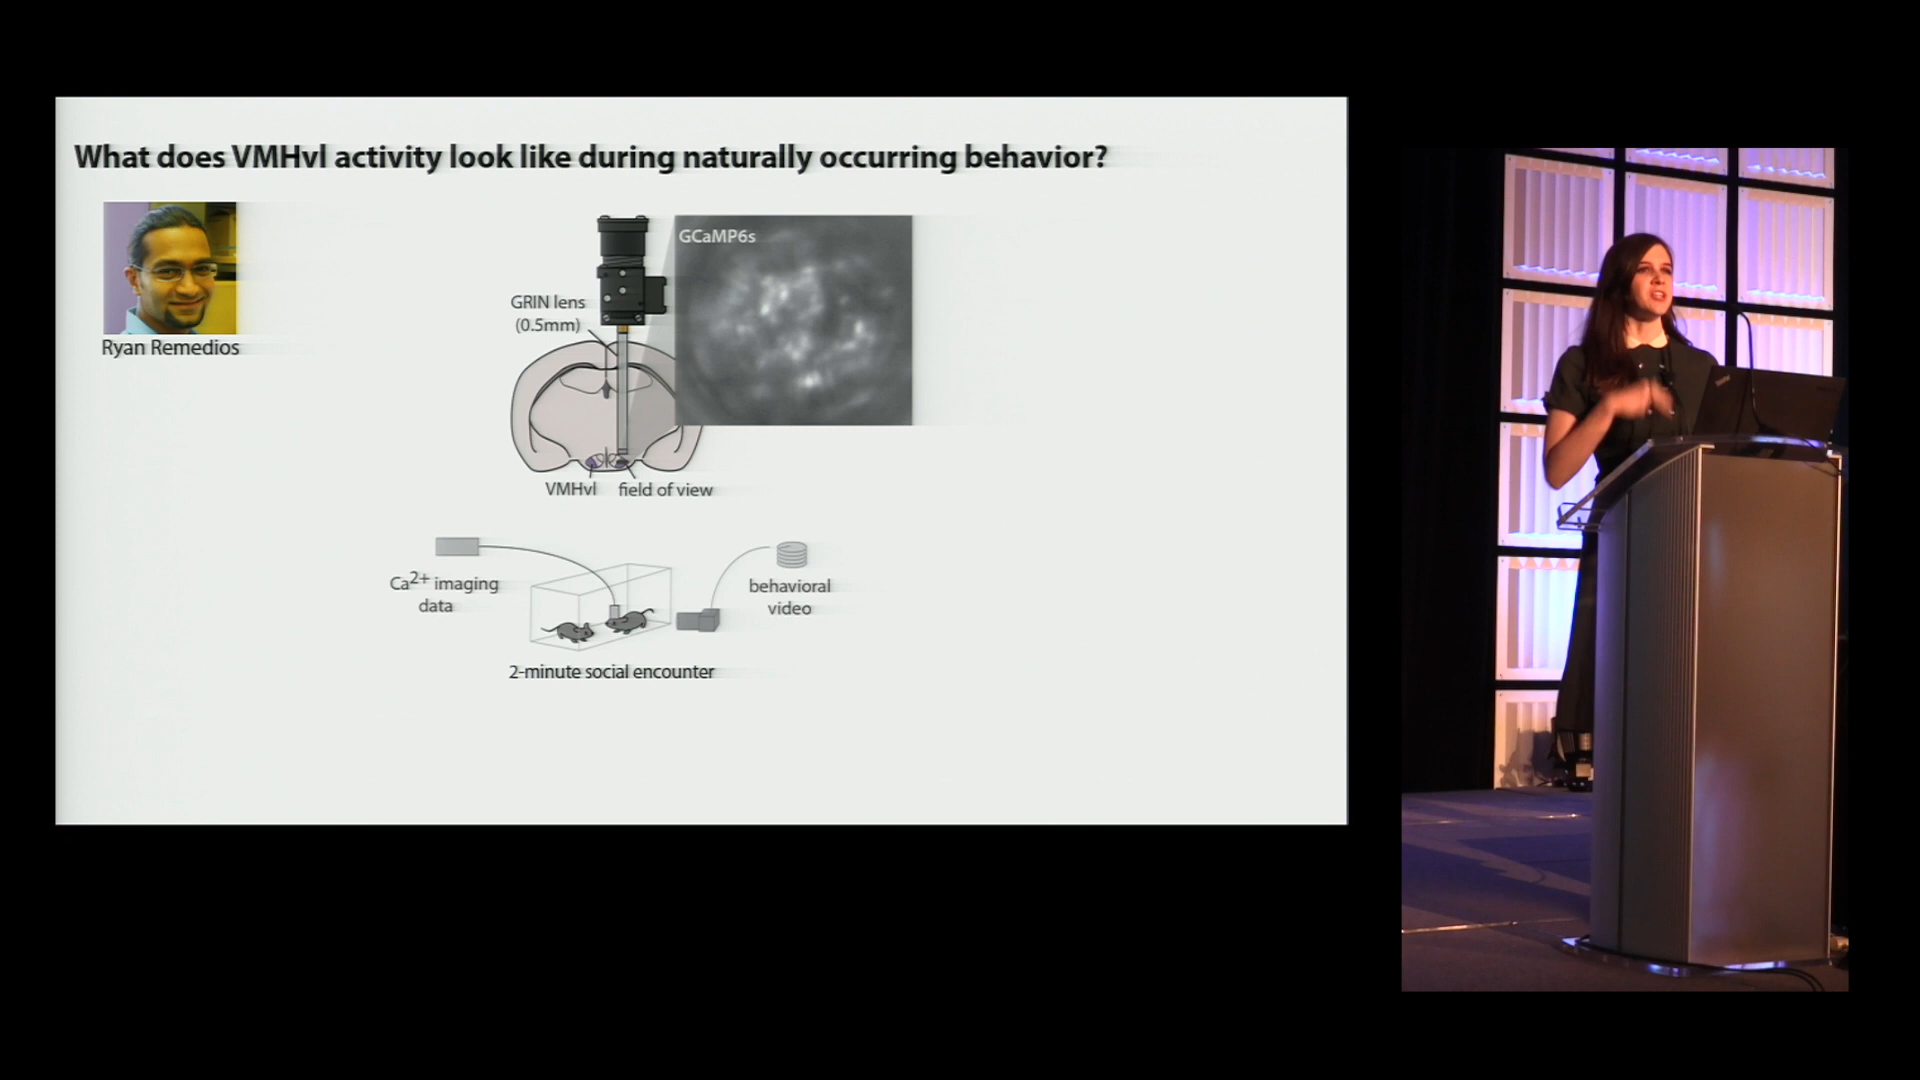 What does VMHvl activity look like during naturally occurring behavior?
Ryan Remedios
GCaMP6s
GRIN lens
(0.5mm)
VMHvl
field of view
Ca2+ imaging
data
behavioral
video
2-minute social encounter